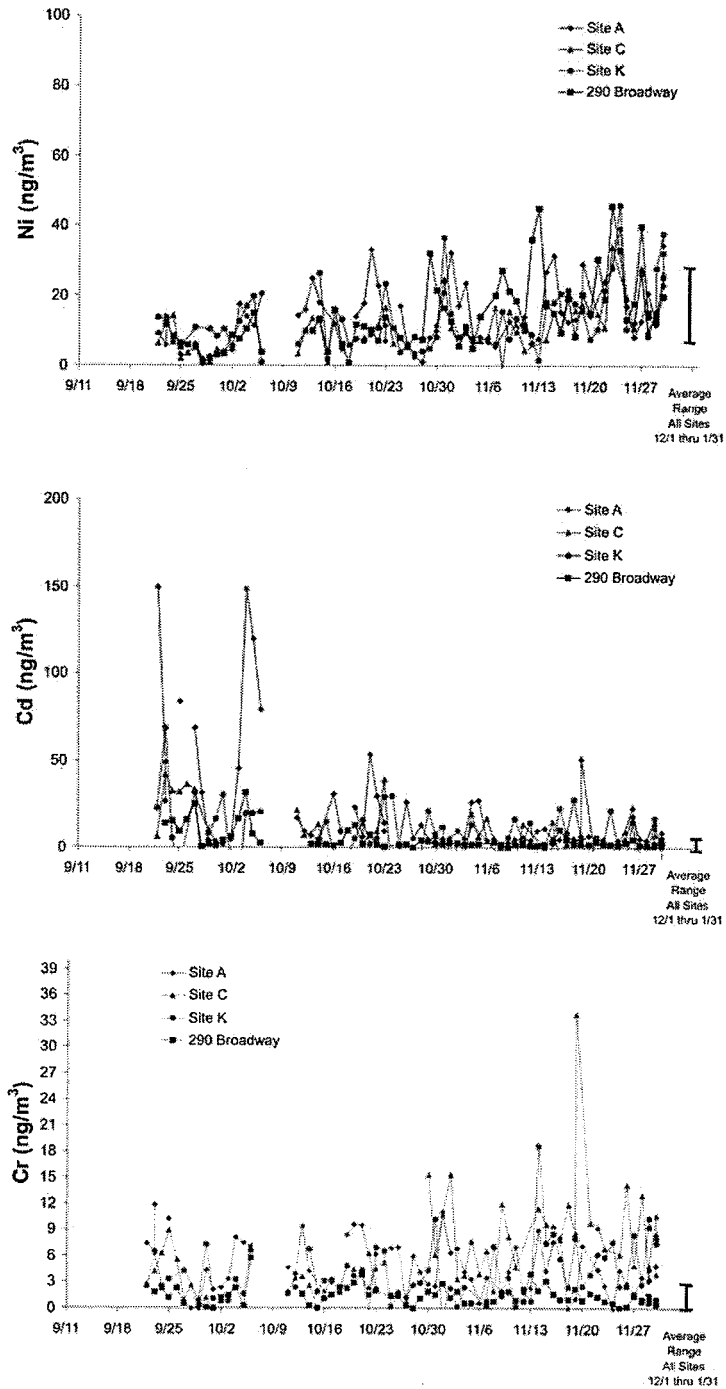 100
80
60
40
20
0
Ni (ng/m³)
Site A
Site C
Site K
290 Broadway
9/11 9/18 9/25 10/2 10/9 10/16 10/23 10/30 11/6 11/13 11/20 11/27
Average
Range
All Sites
12/1 thru 1/31
200
150
100
50
0
Cd (ng/m³)
Site A
Site C
Site K
290 Broadway
9/11 9/18 9/25 10/2 10/9 10/16 10/23 10/30 11/6 11/13 11/20 11/27
Average
Range
All Sites
12/1 thru 1/31
39
36
33
30
27
24
21
18
15
12
9
6
3
0
Cr (ng/m³)
Site A
Site C
Site K
290 Broadway
9/11 9/18 9/25 10/2 10/9 10/16 10/23 10/30 11/6 11/13 11/20 11/27
Average
Range
All Sites
12/1 thru 1/31